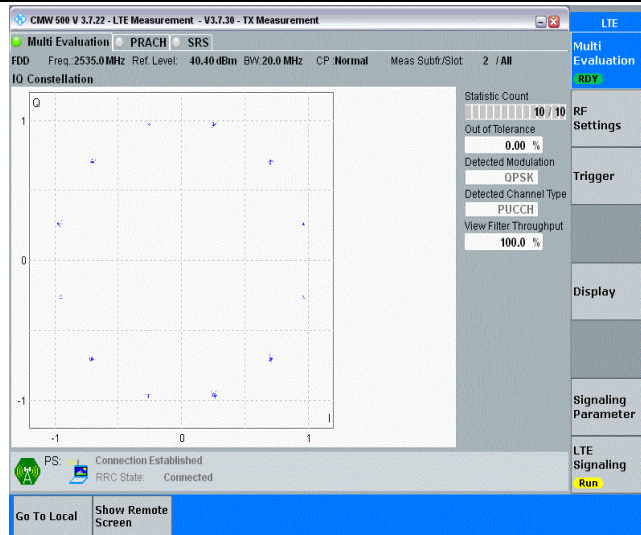 CMW 500 V 3.7.22 - LTE Measurement - V3.7.30 - TX Measurement
LTE
Multi Evaluation PRACH SRS
Multi
Evaluation
RDY
FDD Freq.:2535.0 MHz Ref. Level: 40.40 dBm BW:20.0 MHz CP :Normal Meas Subfr./Slot: 2 / All
IQ Constellation
Statistic Count
10 / 10
Out of Tolerance
0.00 %
Detected Modulation
QPSK
Detected Channel Type
PUCCH
View Filter Throughput
100.0 %
RF
Settings
Trigger
Display
Signaling
Parameter
LTE
Signaling
Run
Q
1
0
-1
I
-1 0 1
PS: Connection Established
RRC State: Connected
Go To Local
Show Remote
Screen